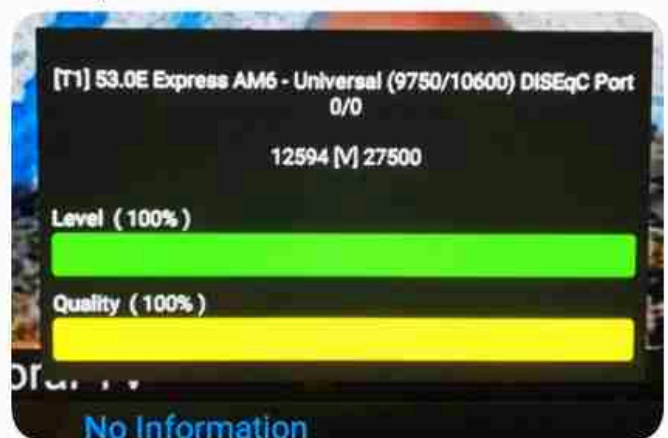 [T1] 53.0E Express AM6 - Universal (9750/10600) DISEqC Port
0/0
12594 [V] 27500
Level ( 100% )
Quality ( 100% )
TV
No Information